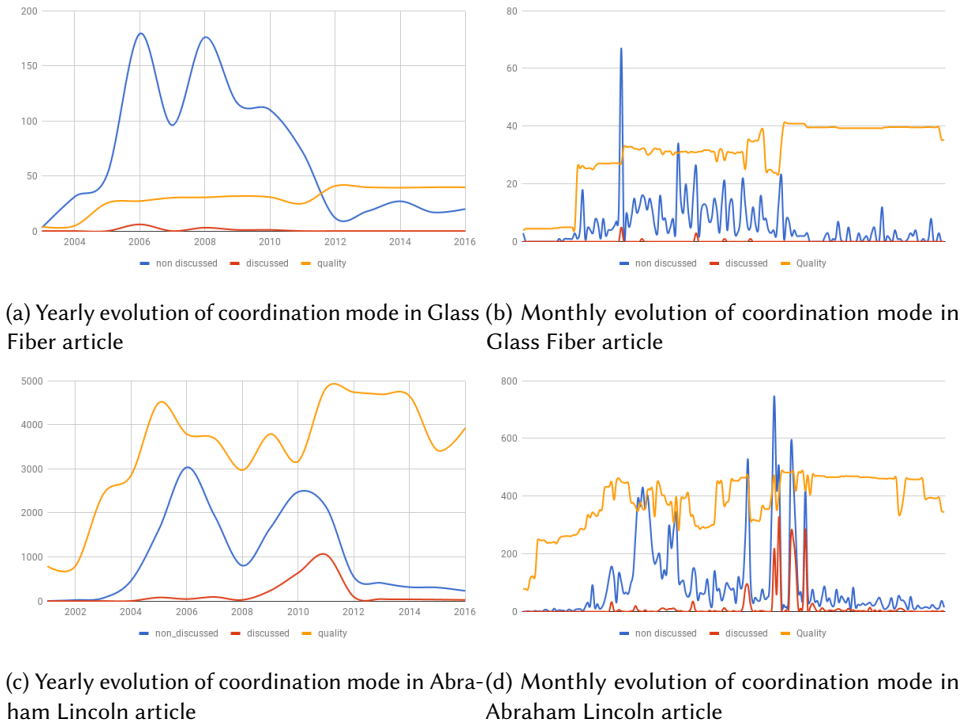 200
150
100
50
0
2004 2006 2008 2010 2012 2014 2016
non discussed discussed quality
80
60
40
20
0
non discussed discussed Quality
(a) Yearly evolution of coordination mode in Glass
Fiber article
(b) Monthly evolution of coordination mode in
Glass Fiber article
5000
4000
3000
2000
1000
0
2002 2004 2006 2008 2010 2012 2014 2016
non_discussed discussed quality
800
600
400
200
0
non discussed discussed Quality
(c) Yearly evolution of coordination mode in Abra-
ham Lincoln article
(d) Monthly evolution of coordination mode in
Abraham Lincoln article